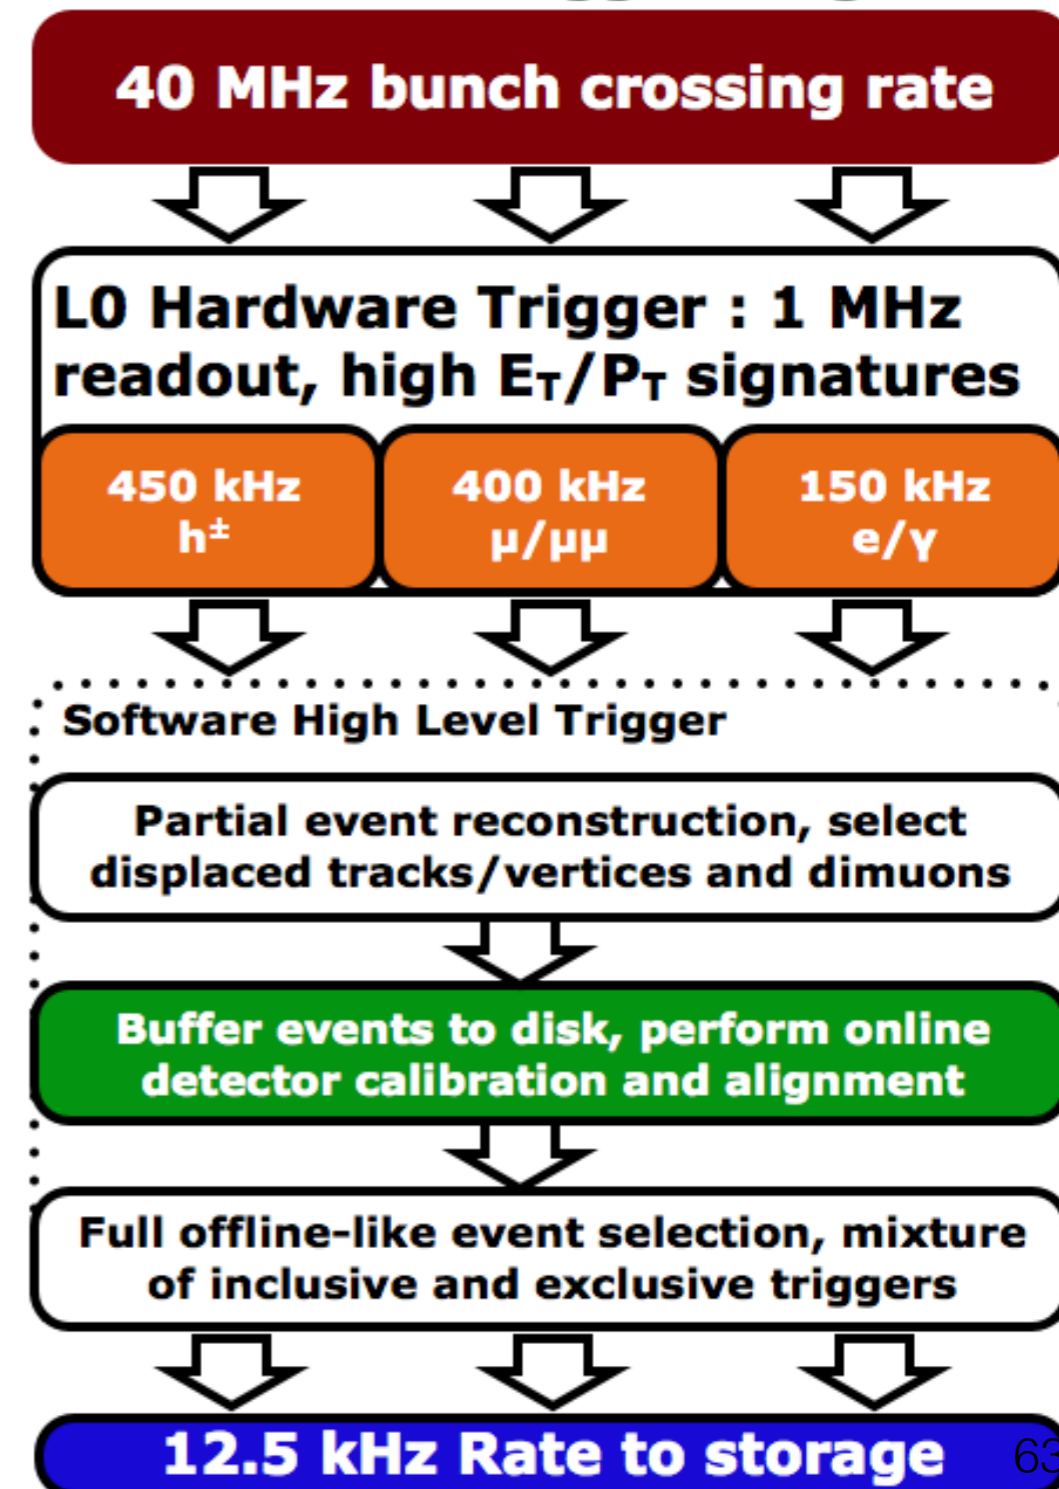 40 MHz bunch crossing rate
L0 Hardware Trigger : 1 MHz
readout, high E_T/P_T signatures
450 kHz
h±
400 kHz
μ/μμ
150 kHz
e/γ
Software High Level Trigger
Partial event reconstruction, select
displaced tracks/vertices and dimuons
Buffer events to disk, perform online
detector calibration and alignment
Full offline-like event selection, mixture
of inclusive and exclusive triggers
12.5 kHz Rate to storage
63